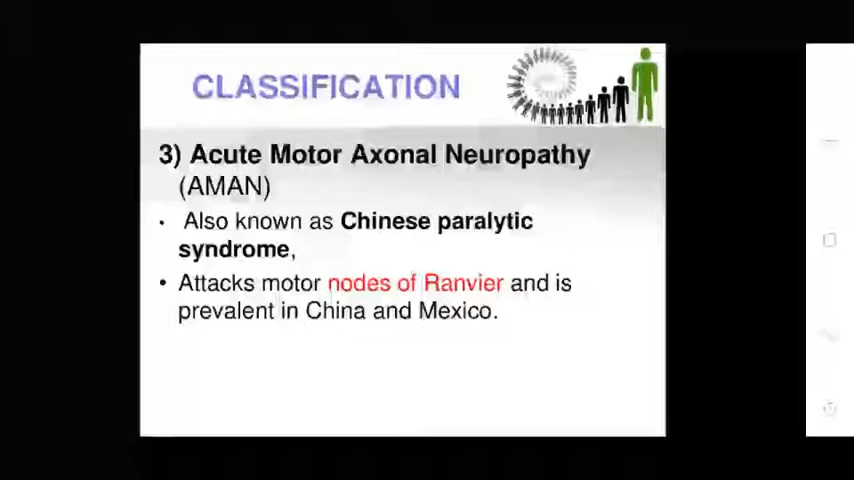 CLASSIFICATION
3) Acute Motor Axonal Neuropathy
(AMAN)
• Also known as Chinese paralytic
syndrome,
• Attacks motor nodes of Ranvier and is
prevalent in China and Mexico.